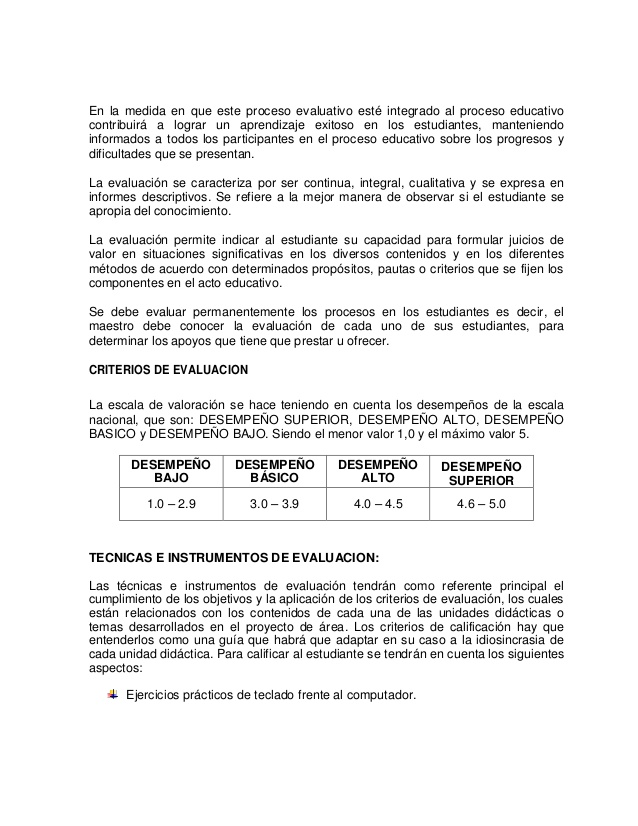 En la medida en que este proceso evaluativo esté integrado al proceso educativo
contribuirá a lograr un aprendizaje exitoso en los estudiantes, manteniendo
informados a todos los participantes en el proceso educativo sobre los progresos y
dificultades que se presentan.
La evaluación se caracteriza por ser continua, integral, cualitativa y se expresa en
informes descriptivos. Se refiere a la mejor manera de observar si el estudiante se
apropia del conocimiento.
La evaluación permite indicar al estudiante su capacidad para formular juicios de
valor en situaciones significativas en los diversos contenidos y en los diferentes
métodos de acuerdo con determinados propósitos, pautas o criterios que se fijen los
componentes en el acto educativo.
Se debe evaluar permanentemente los procesos en los estudiantes es decir, el
maestro debe conocer la evaluación de cada uno de sus estudiantes, para
determinar los apoyos que tiene que prestar u ofrecer.
CRITERIOS DE EVALUACION
La escala de valoración se hace teniendo en cuenta los desempeños de la escala
nacional, que son: DESEMPEÑO SUPERIOR, DESEMPEÑO ALTO, DESEMPEÑO
BASICO y DESEMPEÑO BAJO. Siendo el menor valor 1,0 y el máximo valor 5.
DESEMPEÑO DESEMPEÑO DESEMPEÑO DESEMPEÑO
BAJO BÁSICO ALTO SUPERIOR
1.0 – 2.9 3.0 – 3.9 4.0 – 4.5 4.6 – 5.0
TECNICAS E INSTRUMENTOS DE EVALUACION:
Las técnicas e instrumentos de evaluación tendrán como referente principal el
cumplimiento de los objetivos y la aplicación de los criterios de evaluación, los cuales
están relacionados con los contenidos de cada una de las unidades didácticas o
temas desarrollados en el proyecto de área. Los criterios de calificación hay que
entenderlos como una guía que habrá que adaptar en su caso a la idiosincrasia de
cada unidad didáctica. Para calificar al estudiante se tendrán en cuenta los siguientes
aspectos:
Ejercicios prácticos de teclado frente al computador.